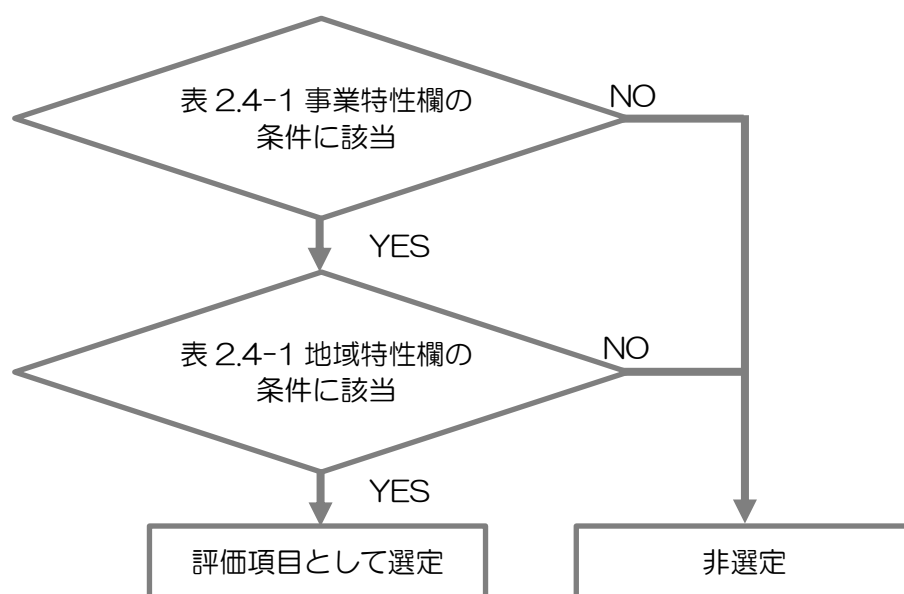 表 2.4-1 事業特性欄の
条件に該当
NO
YES
表 2.4-1 地域特性欄の
条件に該当
NO
YES
評価項目として選定
非選定